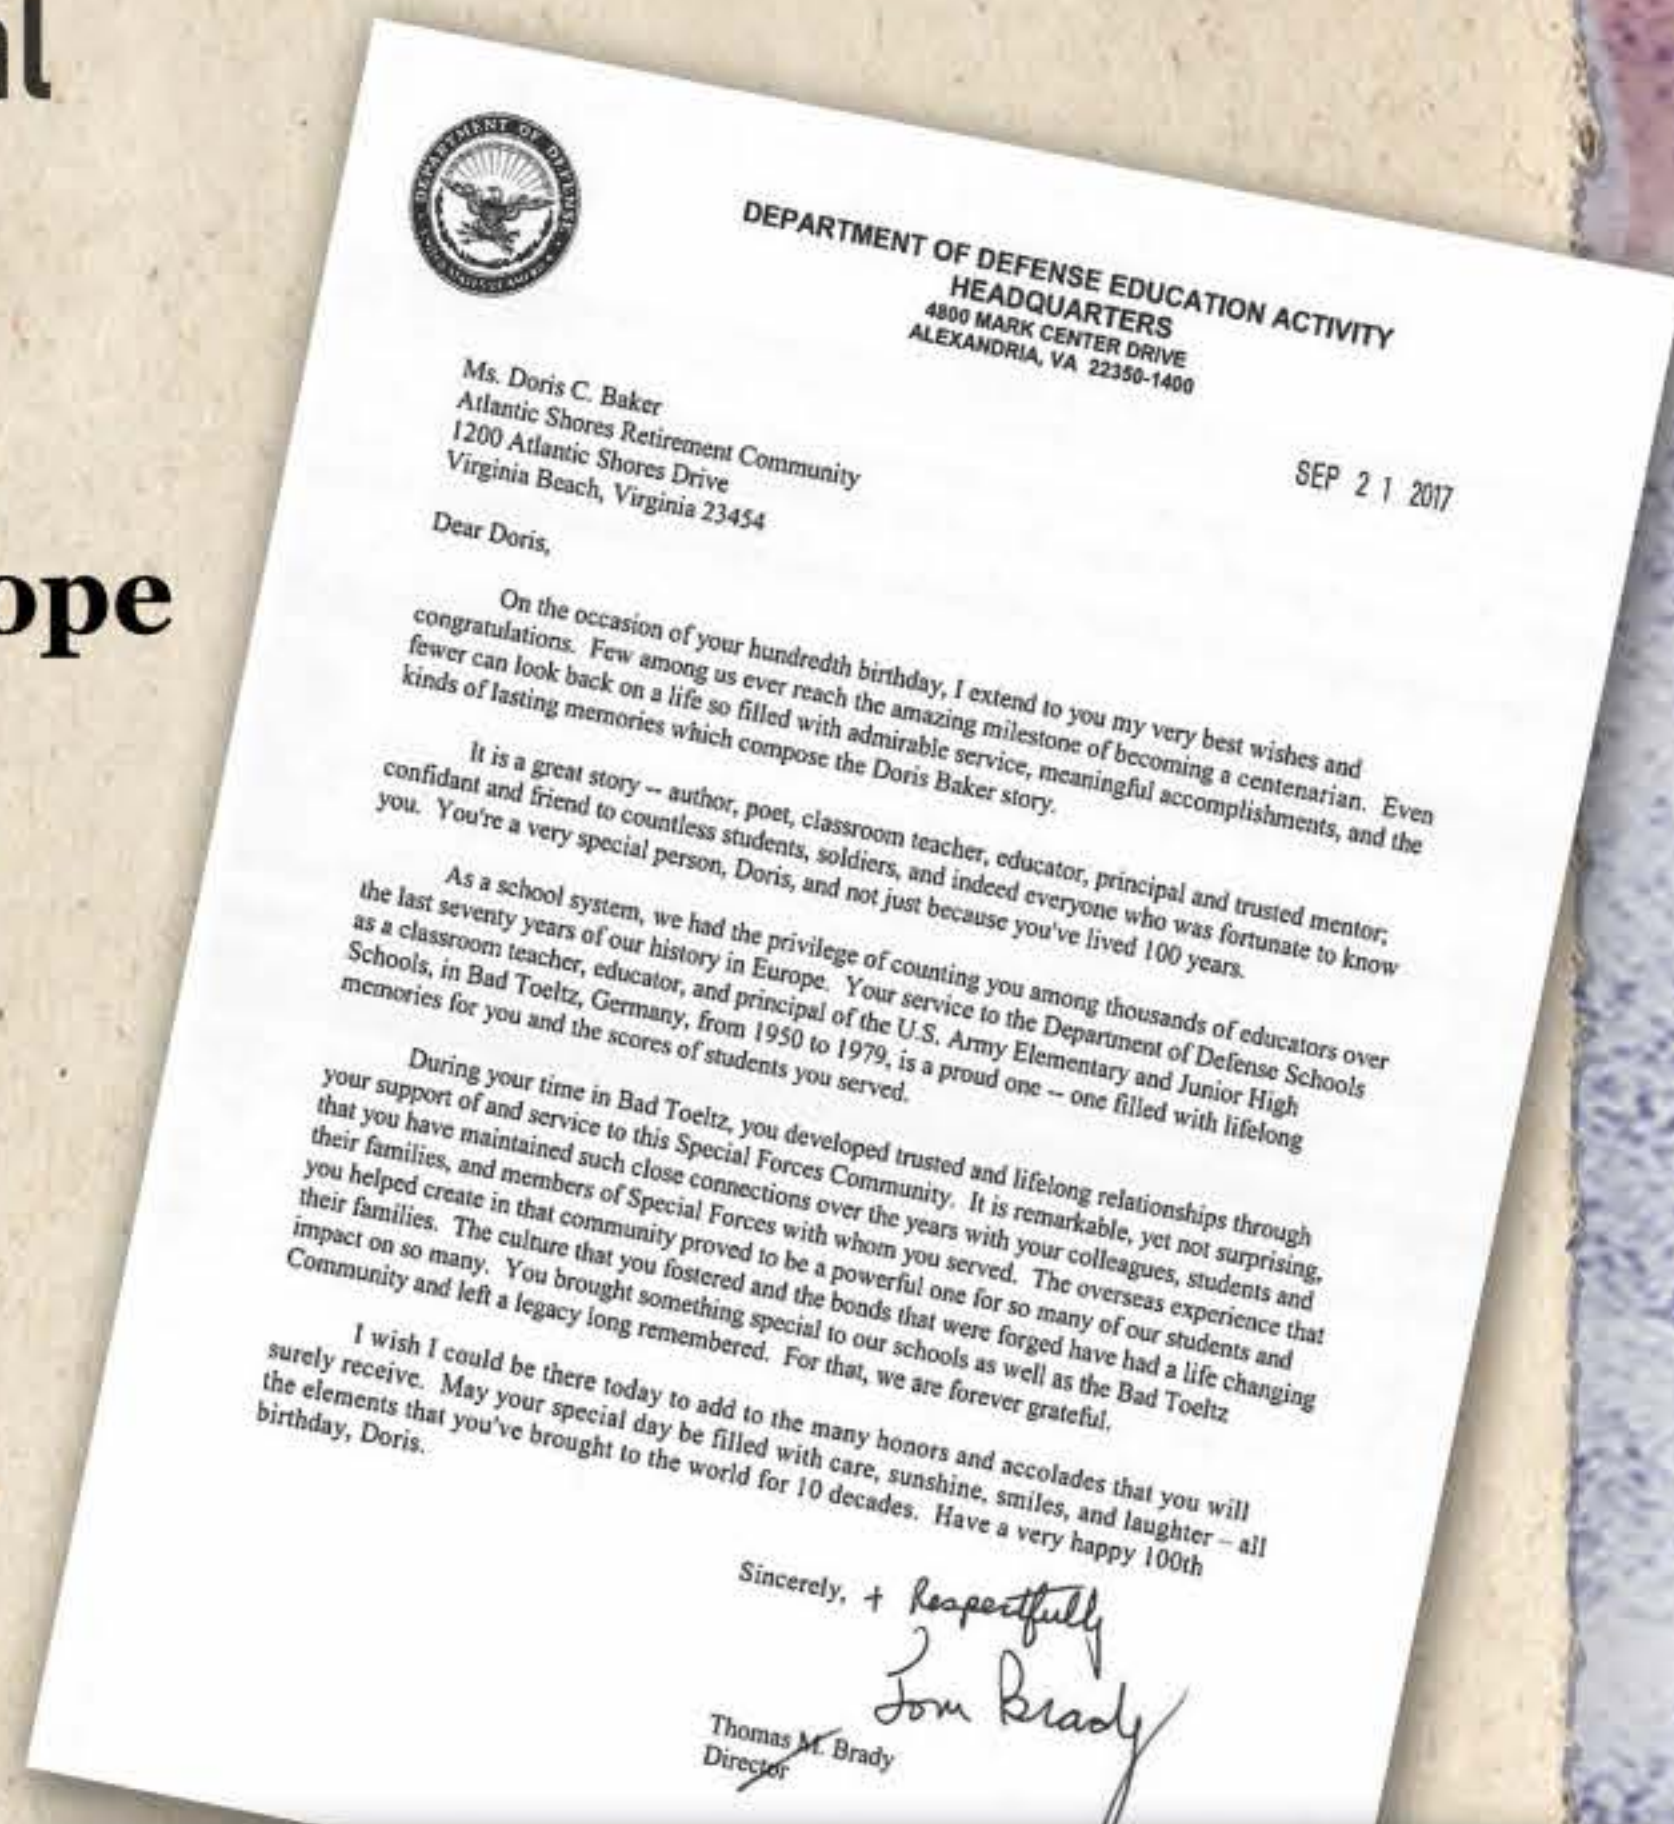 DEPARTMENT OF DEFENSE
DEPARTMENT OF DEFENSE EDUCATION ACTIVITY
HEADQUARTERS
4800 MARK CENTER DRIVE
ALEXANDRIA, VA 22350-1400
Ms. Doris C. Baker
Atlantic Shores Retirement Community
1200 Atlantic Shores Drive
Virginia Beach, Virginia 23454
SEP 21 2017
Dear Doris,
On the occasion of your hundredth birthday, I extend to you my very best wishes and
congratulations. Few among us ever reach the amazing milestone of becoming a centenarian. Even
fewer can look back on a life so filled with admirable service, meaningful accomplishments, and the
kinds of lasting memories which compose the Doris Baker story.
It is a great story -- author, poet, classroom teacher, educator, principal and trusted mentor;
confidant and friend to countless students, soldiers, and indeed everyone who was fortunate to know
you. You're a very special person, Doris, and not just because you've lived 100 years.
As a school system, we had the privilege of counting you among thousands of educators over
the last seventy years of our history in Europe. Your service to the Department of Defense Schools
as a classroom teacher, educator, and principal of the U.S. Army Elementary and Junior High
Schools, in Bad Toeltz, Germany, from 1950 to 1979, is a proud one -- one filled with lifelong
memories for you and the scores of students you served.
During your time in Bad Toeltz, you developed trusted and lifelong relationships through
your support of and service to this Special Forces Community. It is remarkable, yet not surprising,
that you have maintained such close connections over the years with your colleagues, students and
their families, and members of Special Forces with whom you served. The overseas experience that
you helped create in that community proved to be a powerful one for so many of our students and
their families. The culture that you fostered and the bonds that were forged have had a life changing
impact on so many. You brought something special to our schools as well as the Bad Toeltz
Community and left a legacy long remembered. For that, we are forever grateful.
I wish I could be there today to add to the many honors and accolades that you will
surely receive. May your special day be filled with care, sunshine, smiles, and laughter – all
the elements that you've brought to the world for 10 decades. Have a very happy 100th
birthday, Doris.
Sincerely, + Respectfully
Tom Brady
Thomas M. Brady
Director
ope